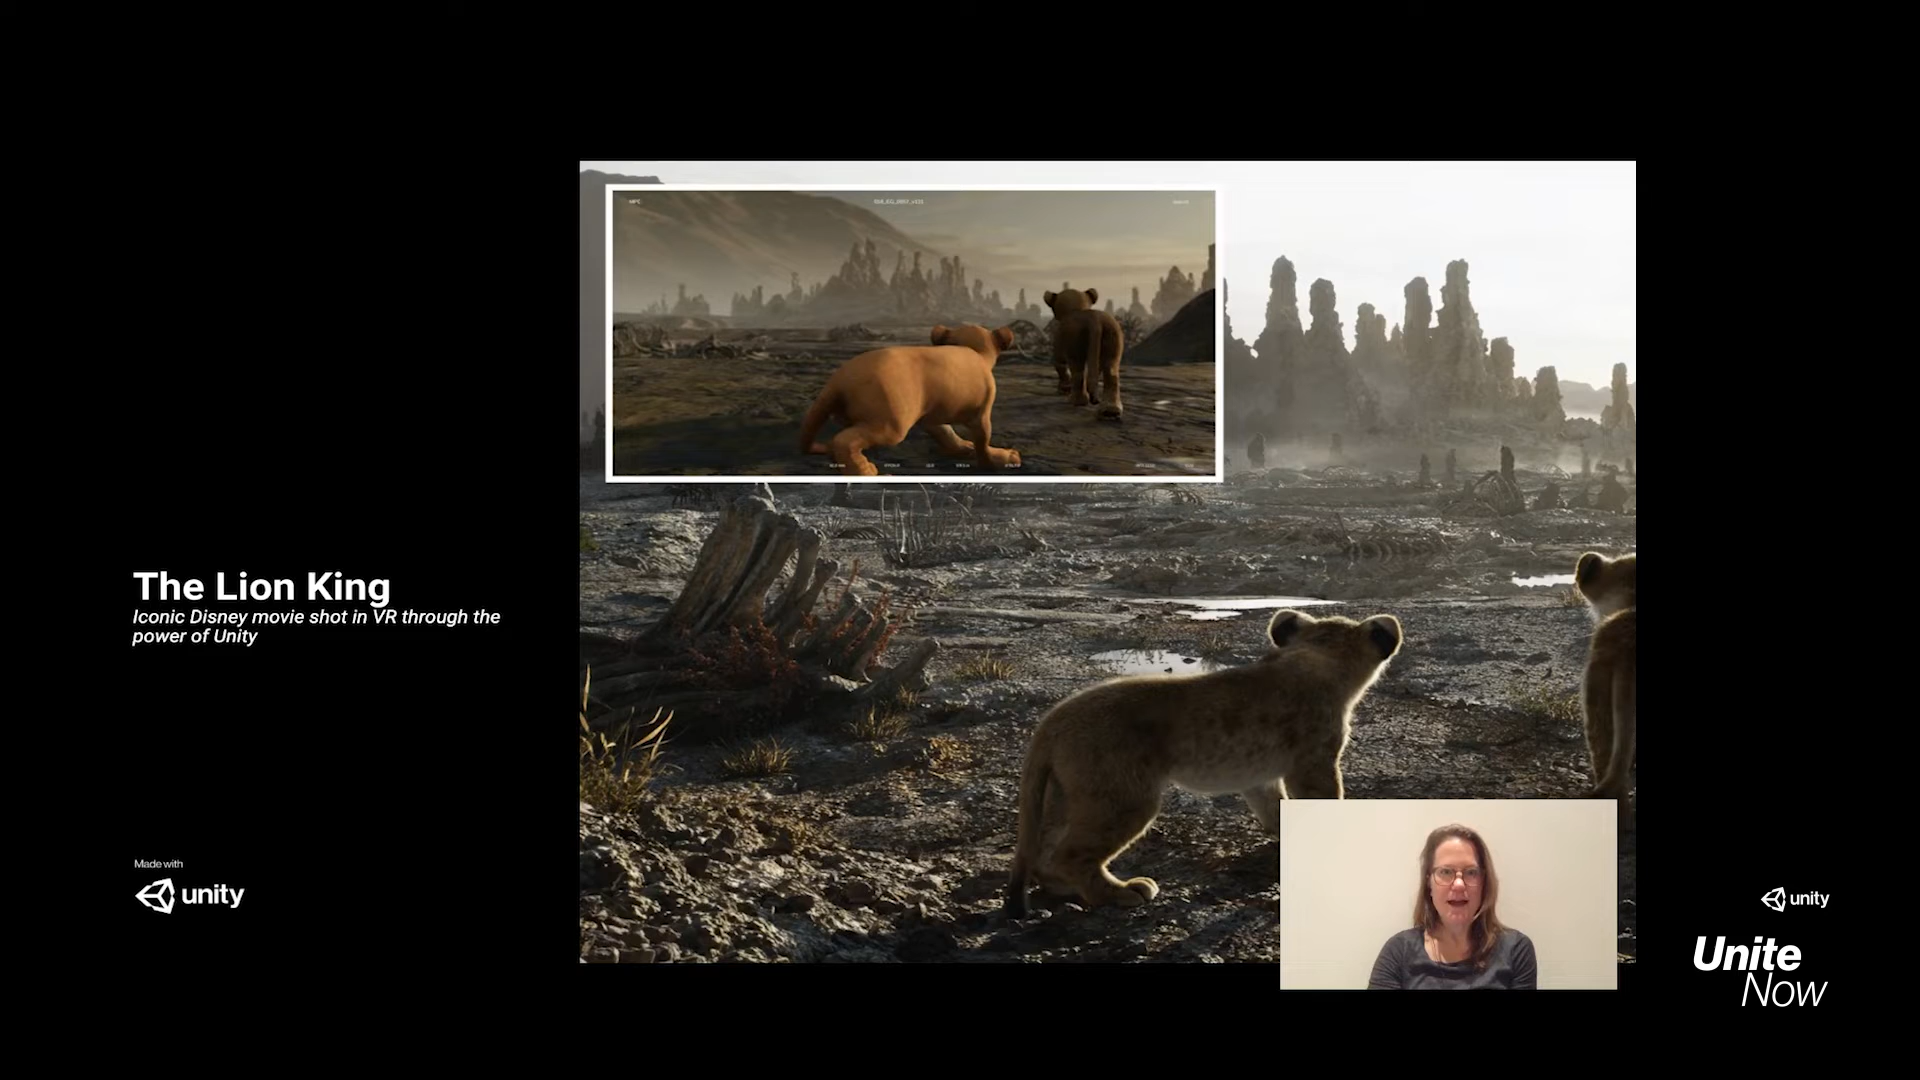 MPC
The Lion King
Iconic Disney movie shot in VR through the
power of Unity
Made with
unity
unity
Unite
Now